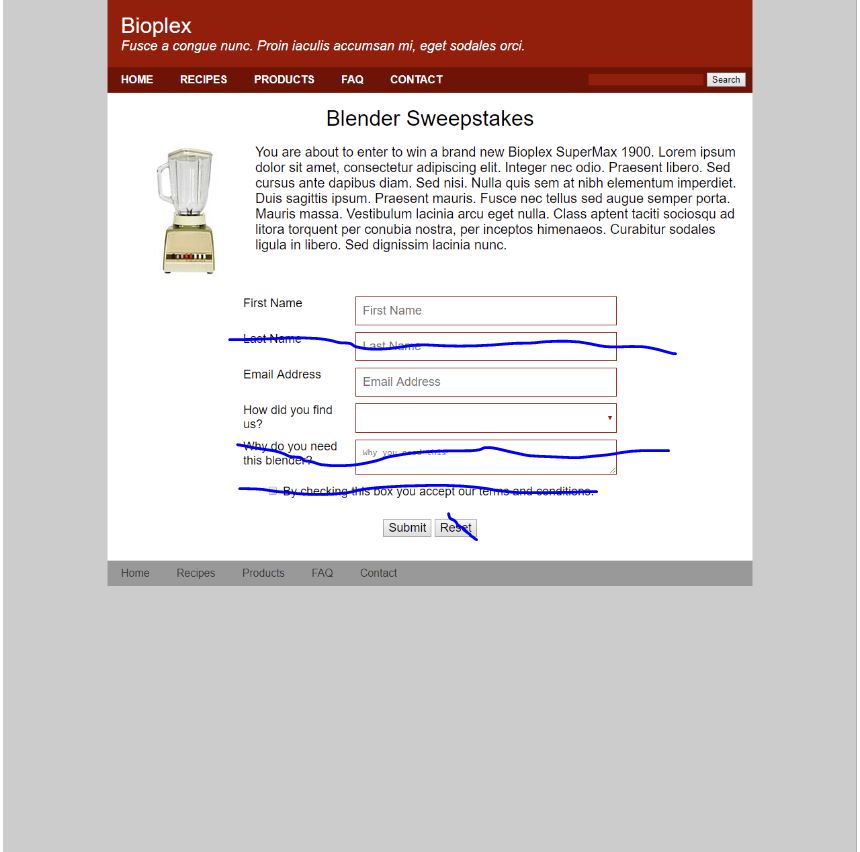 Bioplex
Fusce a congue nunc. Proin iaculis accumsan mi, eget sodales orci.
HOME RECIPES PRODUCTS FAQ CONTACT Search
Blender Sweepstakes
You are about to enter to win a brand new Bioplex SuperMax 1900. Lorem ipsum
dolor sit amet, consectetur adipiscing elit. Integer nec odio. Praesent libero. Sed
cursus ante dapibus diam. Sed nisi. Nulla quis sem at nibh elementum imperdiet.
Duis sagittis ipsum. Praesent mauris. Fusce nec tellus sed augue semper porta.
Mauris massa. Vestibulum lacinia arcu eget nulla. Class aptent taciti sociosqu ad
litora torquent per conubia nostra, per inceptos himenaeos. Curabitur sodales
ligula in libero. Sed dignissim lacinia nunc.
First Name First Name
Last Name Last Name
Email Address Email Address
How did you find
us?
Why do you need Why you need this
this blender?
By checking this box you accept our terms and conditions.
Submit Reset
Home Recipes Products FAQ Contact